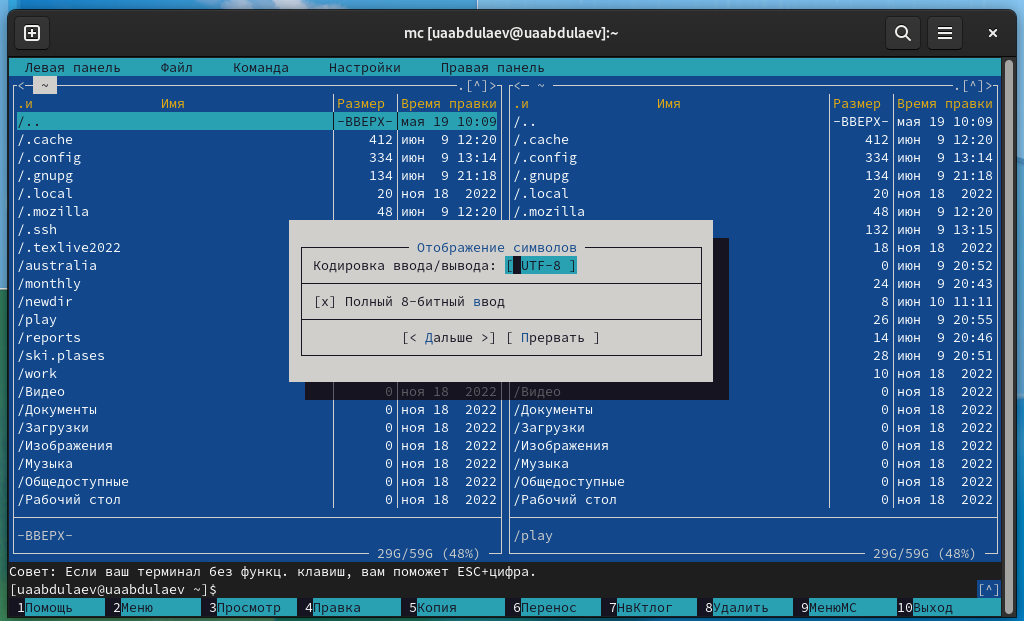 mc [uaabdulaev@uaabdulaev]:~
Левая панель Файл Команда Настройки Правая панель
<- ~ .[^]> <- ~ .[^]>
.и Имя Размер Время правки .и Имя Размер Время правки
/.. -ВВЕРХ- мая 19 10:09 /.. -ВВЕРХ- мая 19 10:09
/.cache 412 июн 9 12:20 /.cache 412 июн 9 12:20
/.config 334 июн 9 13:14 /.config 334 июн 9 13:14
/.gnupg 134 июн 9 21:18 /.gnupg 134 июн 9 21:18
/.local 20 ноя 18 2022 /.local 20 ноя 18 2022
/.mozilla 48 июн 9 12:20 /.mozilla 48 июн 9 12:20
/.ssh 132 июн 9 13:15
/.texlive2022 Отображение символов 18 ноя 18 2022
/australia Кодировка ввода/вывода: [ UTF-8 ] 0 июн 9 20:52
/monthly 24 июн 9 20:43
/newdir [x] Полный 8-битный ввод 8 июн 10 11:11
/play 26 июн 9 20:55
/reports [< Дальше >] [ Прервать ] 14 июн 9 20:46
/ski.plases 28 июн 9 20:51
/work 10 ноя 18 2022
/Видео 0 ноя 18 2022 /Видео 0 ноя 18 2022
/Документы 0 ноя 18 2022 /Документы 0 ноя 18 2022
/Загрузки 0 ноя 18 2022 /Загрузки 0 ноя 18 2022
/Изображения 0 ноя 18 2022 /Изображения 0 ноя 18 2022
/Музыка 0 ноя 18 2022 /Музыка 0 ноя 18 2022
/Общедоступные 0 ноя 18 2022 /Общедоступные 0 ноя 18 2022
/Рабочий стол 0 ноя 18 2022 /Рабочий стол 0 ноя 18 2022
-ВВЕРХ- /play
29G/59G (48%) 29G/59G (48%)
Совет: Если ваш терминал без функц. клавиш, вам поможет ESC+цифра.
[uaabdulaev@uaabdulaev ~]$ [^]
1Помощь 2Меню 3Просмотр 4Правка 5Копия 6Перенос 7НвКтлог 8Удалить 9МенюМС 10Выход